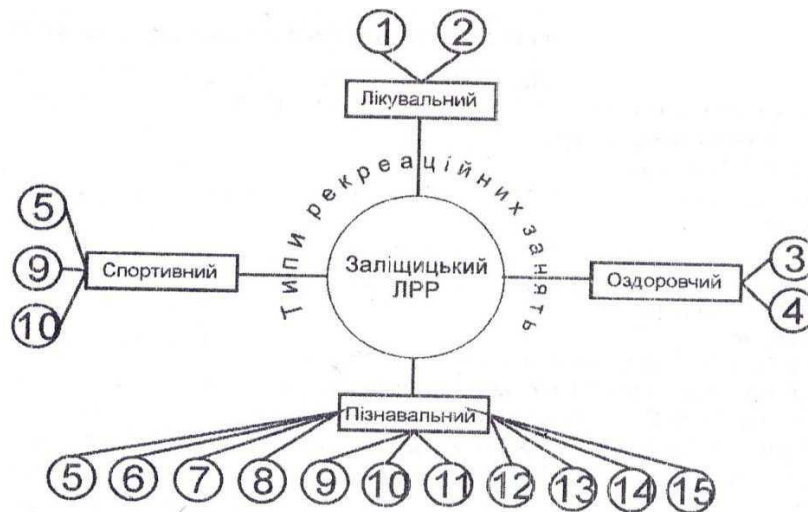 1 2
Лікувальний
Типи рекреаційних занять
5
9
10
Спортивний
Заліщицький
ЛРР
Оздоровчий
3
4
Пізнавальний
5 6 7 8 9 10 11 12 13 14 15